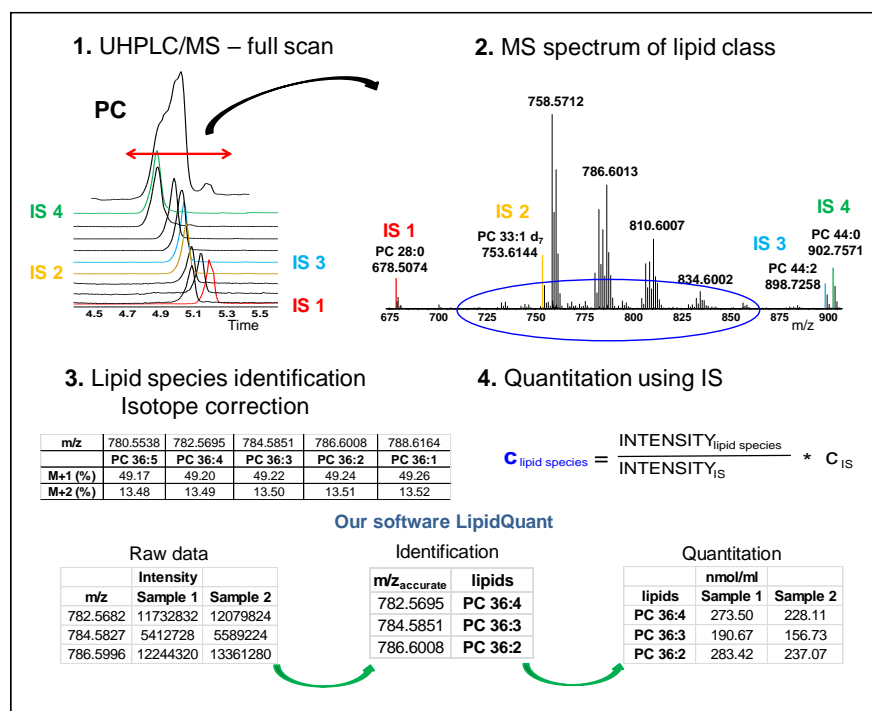 1. UHPLC/MS – full scan
PC
IS 4
IS 2
IS 3
IS 1
4.5 4.7 4.9 5.1 5.3 5.5
Time
2. MS spectrum of lipid class
758.5712
786.6013
810.6007
834.6002
IS 1
PC 28:0
678.5074
IS 2
PC 33:1 d7
753.6144
IS 3
PC 44:2
898.7258
IS 4
PC 44:0
902.7571
675 700 725 750 775 800 825 850 875 900
m/z
3. Lipid species identification
Isotope correction
m/z 780.5538 782.5695 784.5851 786.6008 788.6164
PC 36:5 PC 36:4 PC 36:3 PC 36:2 PC 36:1
M+1 (%) 49.17 49.20 49.22 49.24 49.26
M+2 (%) 13.48 13.49 13.50 13.51 13.52
4. Quantitation using IS
c lipid species = INTENSITY lipid species / INTENSITY IS * C IS
Our software LipidQuant
Raw data
Intensity
m/z Sample 1 Sample 2
782.5682 11732832 12079824
784.5827 5412728 5589224
786.5996 12244320 13361280
Identification
m/z accurate lipids
782.5695 PC 36:4
784.5851 PC 36:3
786.6008 PC 36:2
Quantitation
nmol/ml
lipids Sample 1 Sample 2
PC 36:4 273.50 228.11
PC 36:3 190.67 156.73
PC 36:2 283.42 237.07